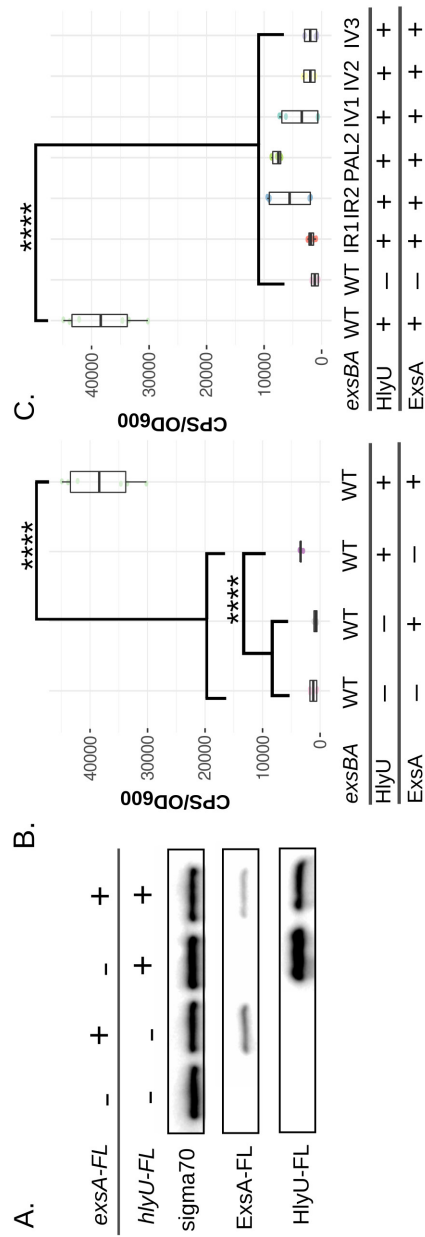 A.
exsA-FL - + - +
hlyU-FL - - + +
sigma70
ExsA-FL
HlyU-FL
B.
CPS/OD600
40000-
30000-
20000-
10000-
0-
****
****
exsBA WT WT WT WT
HlyU − − + +
ExsA − + − +
C.
CPS/OD600
40000-
30000-
20000-
10000-
0-
****
exsBA WT WT IR1 IR2 PAL2 IV1 IV2 IV3
HlyU + − + + + + + +
ExsA + − + + + + + +